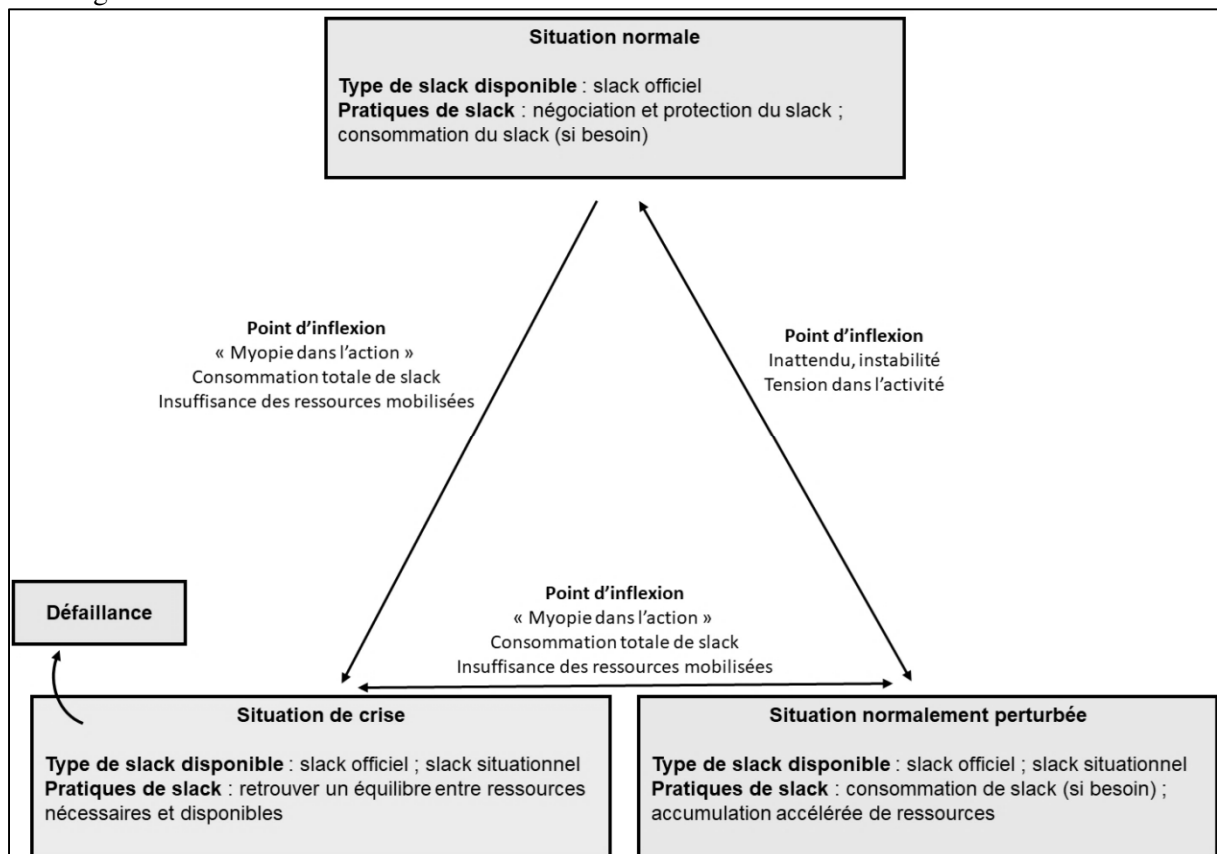 Situation normale
Type de slack disponible : slack officiel
Pratiques de slack : négociation et protection du slack ;
consommation du slack (si besoin)
Point d’inflexion
« Myopie dans l’action »
Consommation totale de slack
Insuffisance des ressources mobilisées
Point d’inflexion
Inattendu, instabilité
Tension dans l’activité
Défaillance
Point d’inflexion
« Myopie dans l’action »
Consommation totale de slack
Insuffisance des ressources mobilisées
Situation de crise
Type de slack disponible : slack officiel ; slack situationnel
Pratiques de slack : retrouver un équilibre entre ressources
nécessaires et disponibles
Situation normalement perturbée
Type de slack disponible : slack officiel ; slack situationnel
Pratiques de slack : consommation de slack (si besoin) ;
accumulation accélérée de ressources